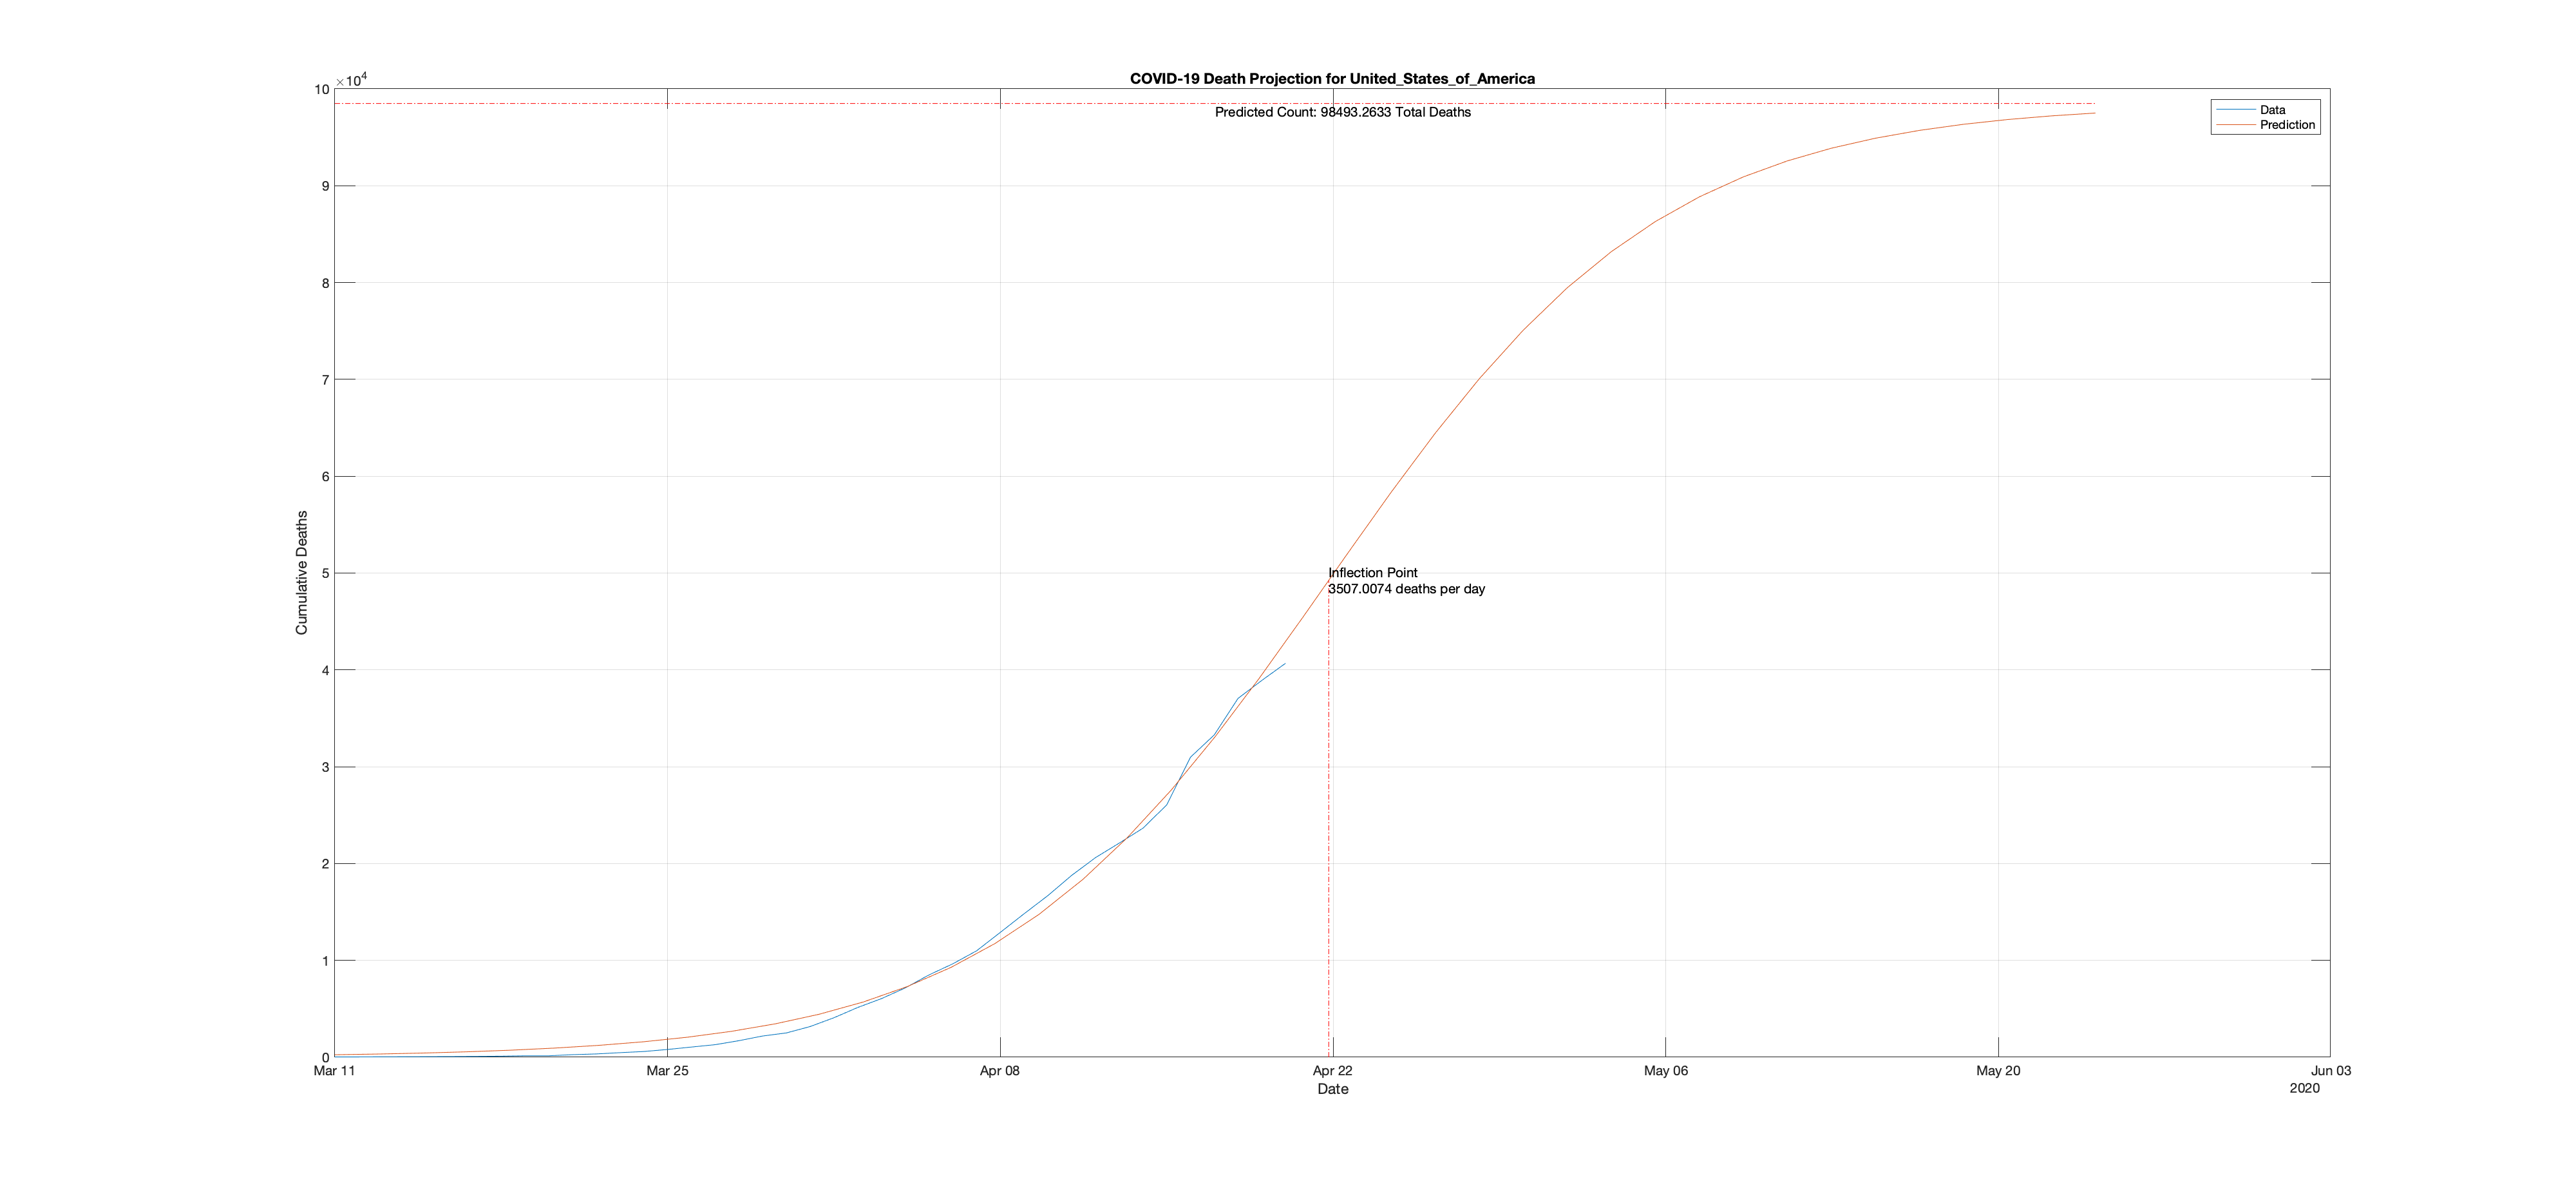 COVID-19 Death Projection for United_States_of_America
×10⁴
10
Predicted Count: 98493.2633 Total Deaths
Data
Prediction
9
8
7
6
5
Inflection Point
3507.0074 deaths per day
Cumulative Deaths
4
3
2
1
0
Mar 11 Mar 25 Apr 08 Apr 22 May 06 May 20 Jun 03
Date
2020